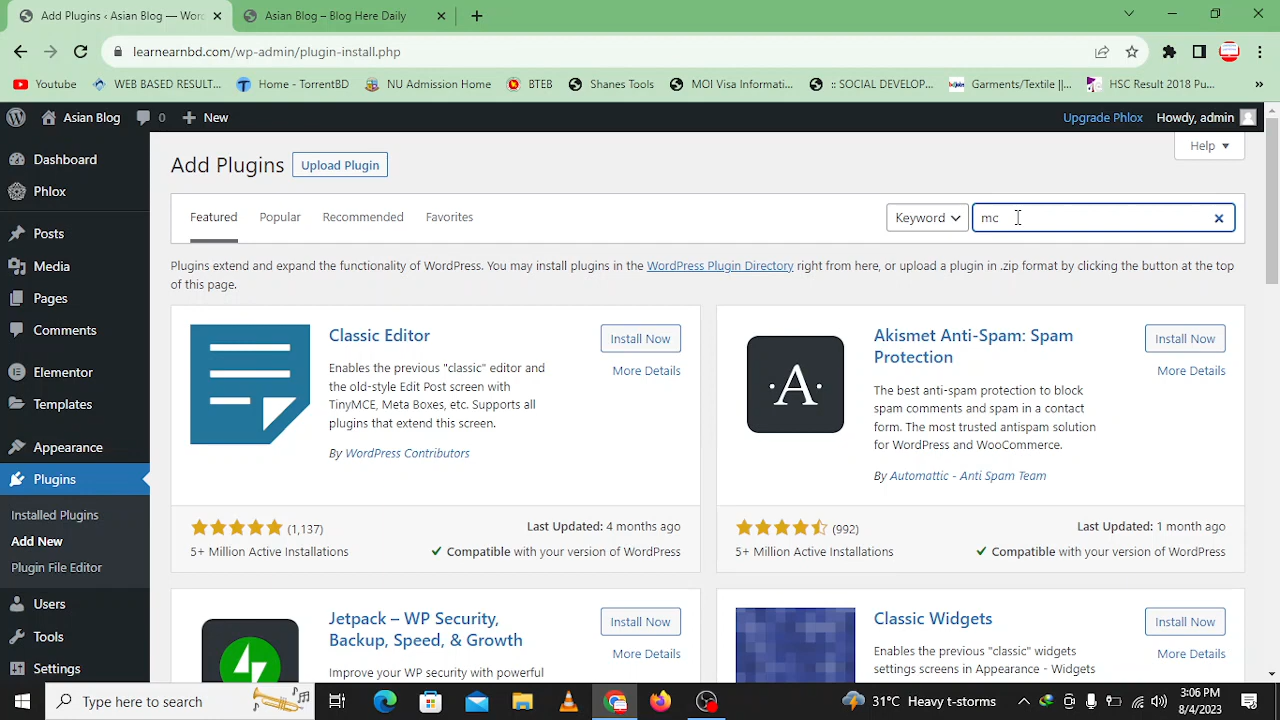 Add Plugins ‹ Asian Blog — Wor
Asian Blog – Blog Here Daily
learnearnbd.com/wp-admin/plugin-install.php
Youtube
WEB BASED RESULT...
Home - TorrentBD
NU Admission Home
BTEB
Shanes Tools
MOI Visa Informati...
:: SOCIAL DEVELOP...
Garments/Textile ||...
HSC Result 2018 Pu...
»
Asian Blog
0
New
Upgrade Phlox
Howdy, admin
Dashboard
Phlox
Posts
Media
Pages
Comments
Elementor
Templates
Appearance
Plugins
Installed Plugins
Add New
Plugin File Editor
Users
Tools
Settings
Help
Add Plugins
Upload Plugin
Featured
Popular
Recommended
Favorites
Keyword
mc
Plugins extend and expand the functionality of WordPress. You may install plugins in the WordPress Plugin Directory right from here, or upload a plugin in .zip format by clicking the button at the top
of this page.
Classic Editor
Install Now
More Details
Enables the previous "classic" editor and
the old-style Edit Post screen with
TinyMCE, Meta Boxes, etc. Supports all
plugins that extend this screen.
By WordPress Contributors
(1,137)
5+ Million Active Installations
Last Updated: 4 months ago
Compatible with your version of WordPress
Akismet Anti-Spam: Spam
Protection
Install Now
More Details
The best anti-spam protection to block
spam comments and spam in a contact
form. The most trusted antispam solution
for WordPress and WooCommerce.
By Automattic - Anti Spam Team
(992)
5+ Million Active Installations
Last Updated: 1 month ago
Compatible with your version of WordPress
Jetpack – WP Security,
Backup, Speed, & Growth
Install Now
More Details
Improve your WP security with powerful
Classic Widgets
Install Now
More Details
Enables the previous "classic" widgets
settings screens in Appearance - Widgets
Type here to search
31°C Heavy t-storms
3:06 PM
8/4/2023